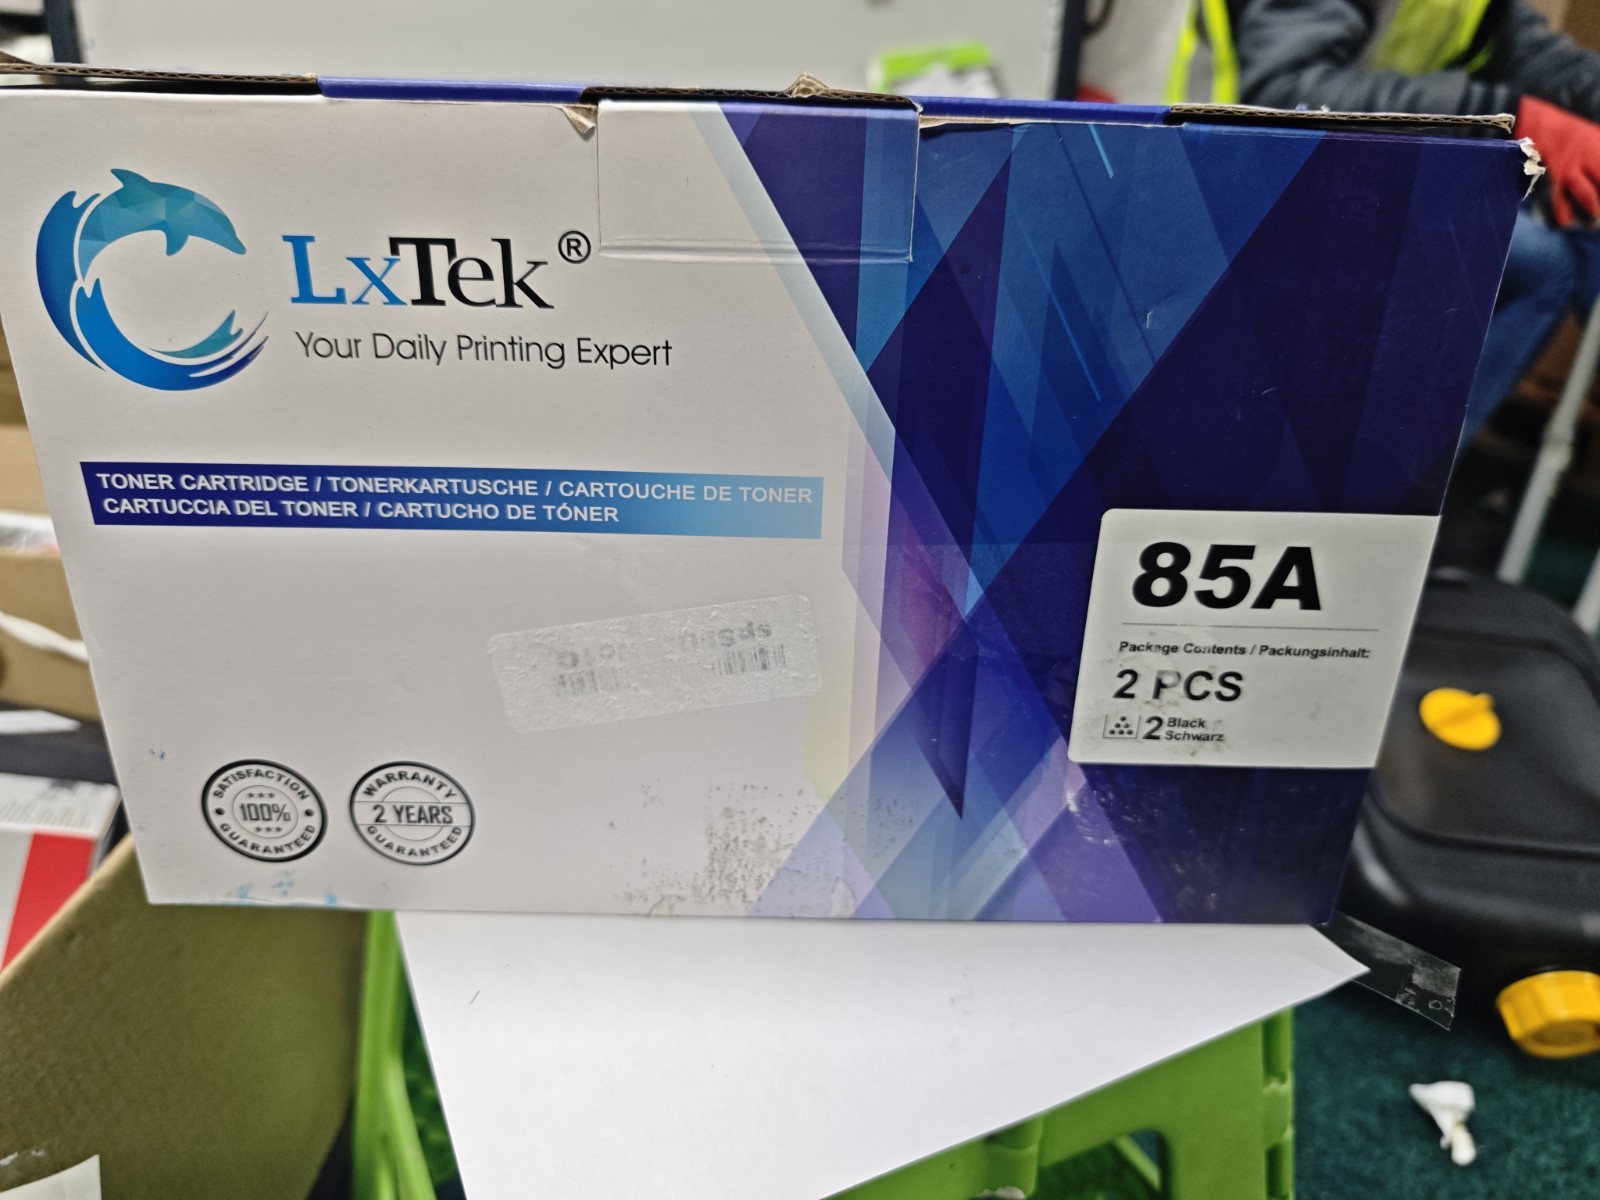 LxTek®
Your Daily Printing Expert
TONER CARTRIDGE / TONERKARTUSCHE / CARTOUCHE DE TONER
CARTUCCIA DEL TONER / CARTUCHO DE TÓNER
85A
Package Contents / Packungsinhalt:
2 PCS
2 Black
Schwarz
SATISFACTION
100%
GUARANTEED
WARRANTY
2 YEARS
GUARANTEED